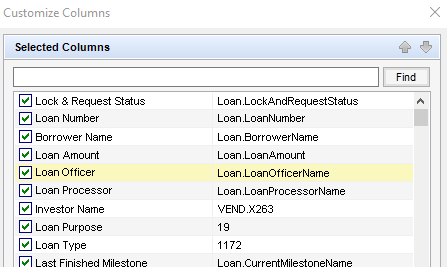 Customize Columns
Selected Columns
Find
Lock & Request Status Loan.LockAndRequestStatus
Loan Number Loan.LoanNumber
Borrower Name Loan.BorrowerName
Loan Amount Loan.LoanAmount
Loan Officer Loan.LoanOfficerName
Loan Processor Loan.LoanProcessorName
Investor Name VEND.X263
Loan Purpose 19
Loan Type 1172
Last Finished Milestone Loan.CurrentMilestoneName